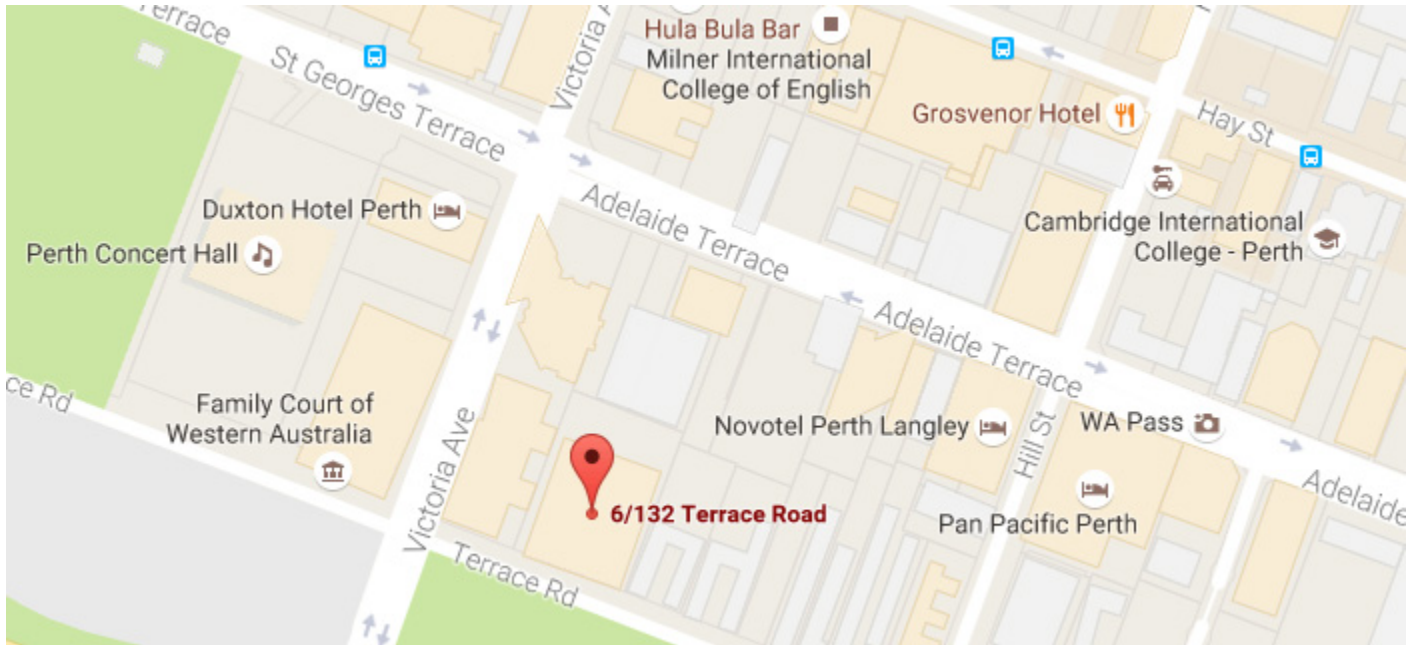 Terrace
St Georges Terrace
Victoria A
Hula Bula Bar
Milner International
College of English
Grosvenor Hotel
Hay St
Duxton Hotel Perth
Perth Concert Hall
Adelaide Terrace
Cambridge International
College - Perth
Adelaide Terrace
ce Rd
Family Court of
Western Australia
Victoria Ave
Novotel Perth Langley
Hill St
WA Pass
Adelaide
Pan Pacific Perth
6/132 Terrace Road
Terrace Rd